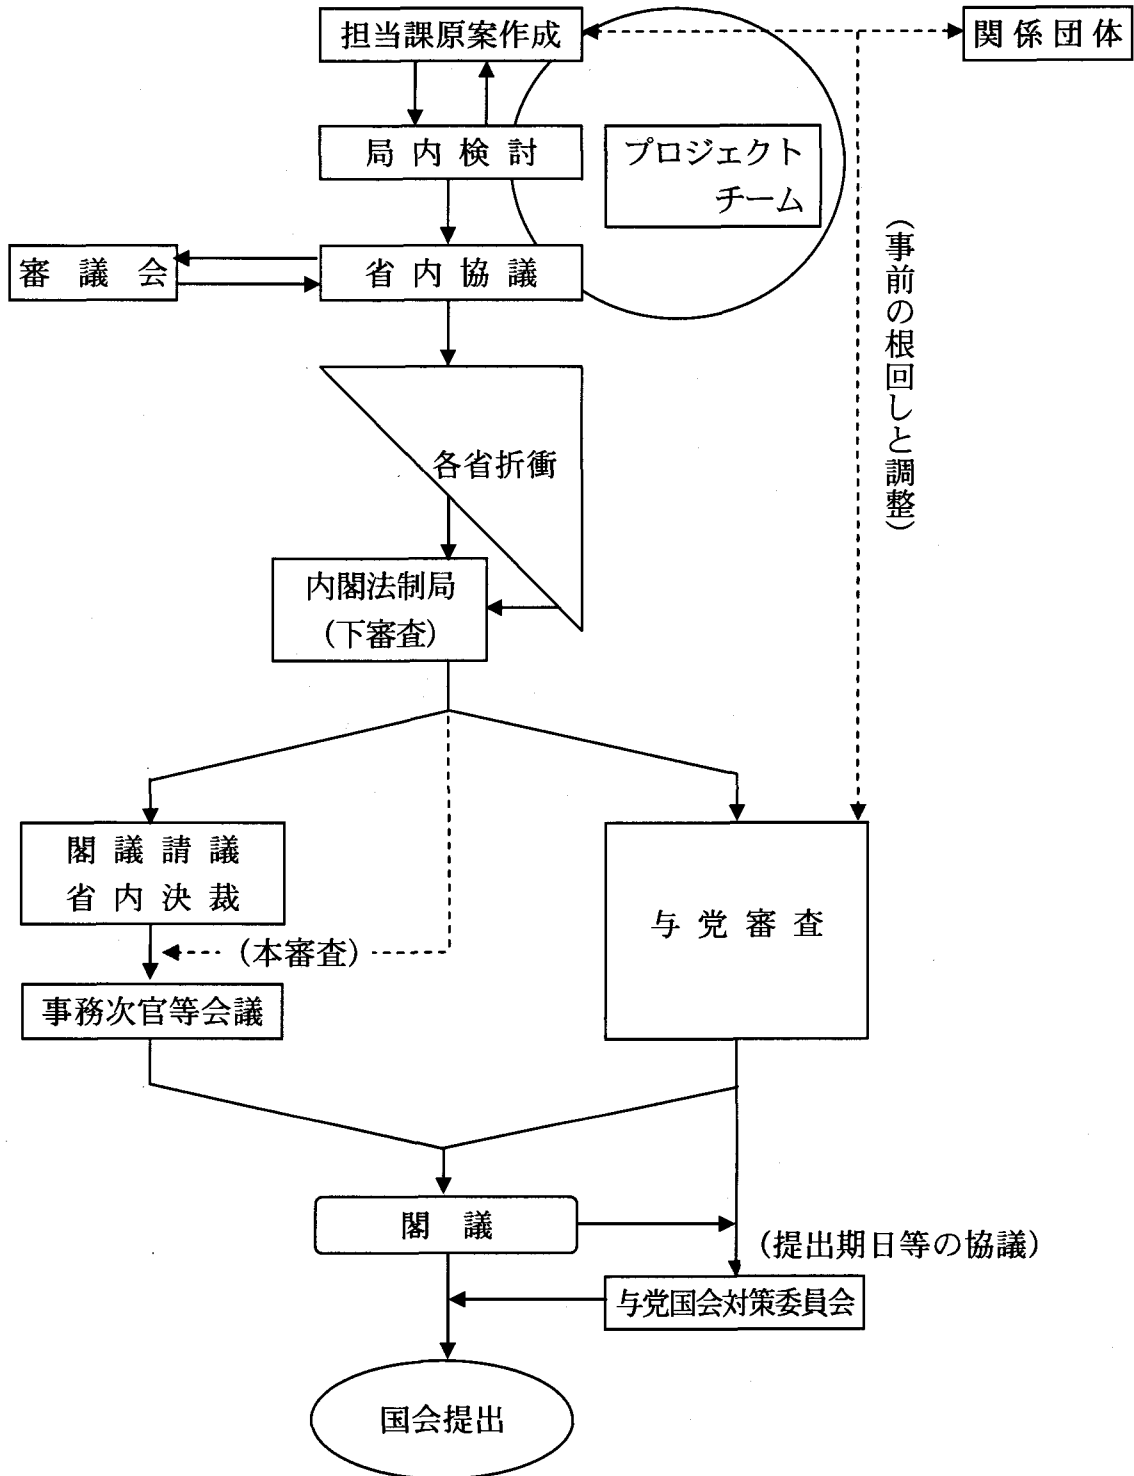 担当課原案作成
関係団体
局内検討
プロジェクト
チーム
審議会
省内協議
（事前の根回しと調整）
各省折衝
内閣法制局
（下審査）
閣議請議
省内決裁
与党審査
（本審査）
事務次官等会議
閣議
（提出期日等の協議）
与党国会対策委員会
国会提出